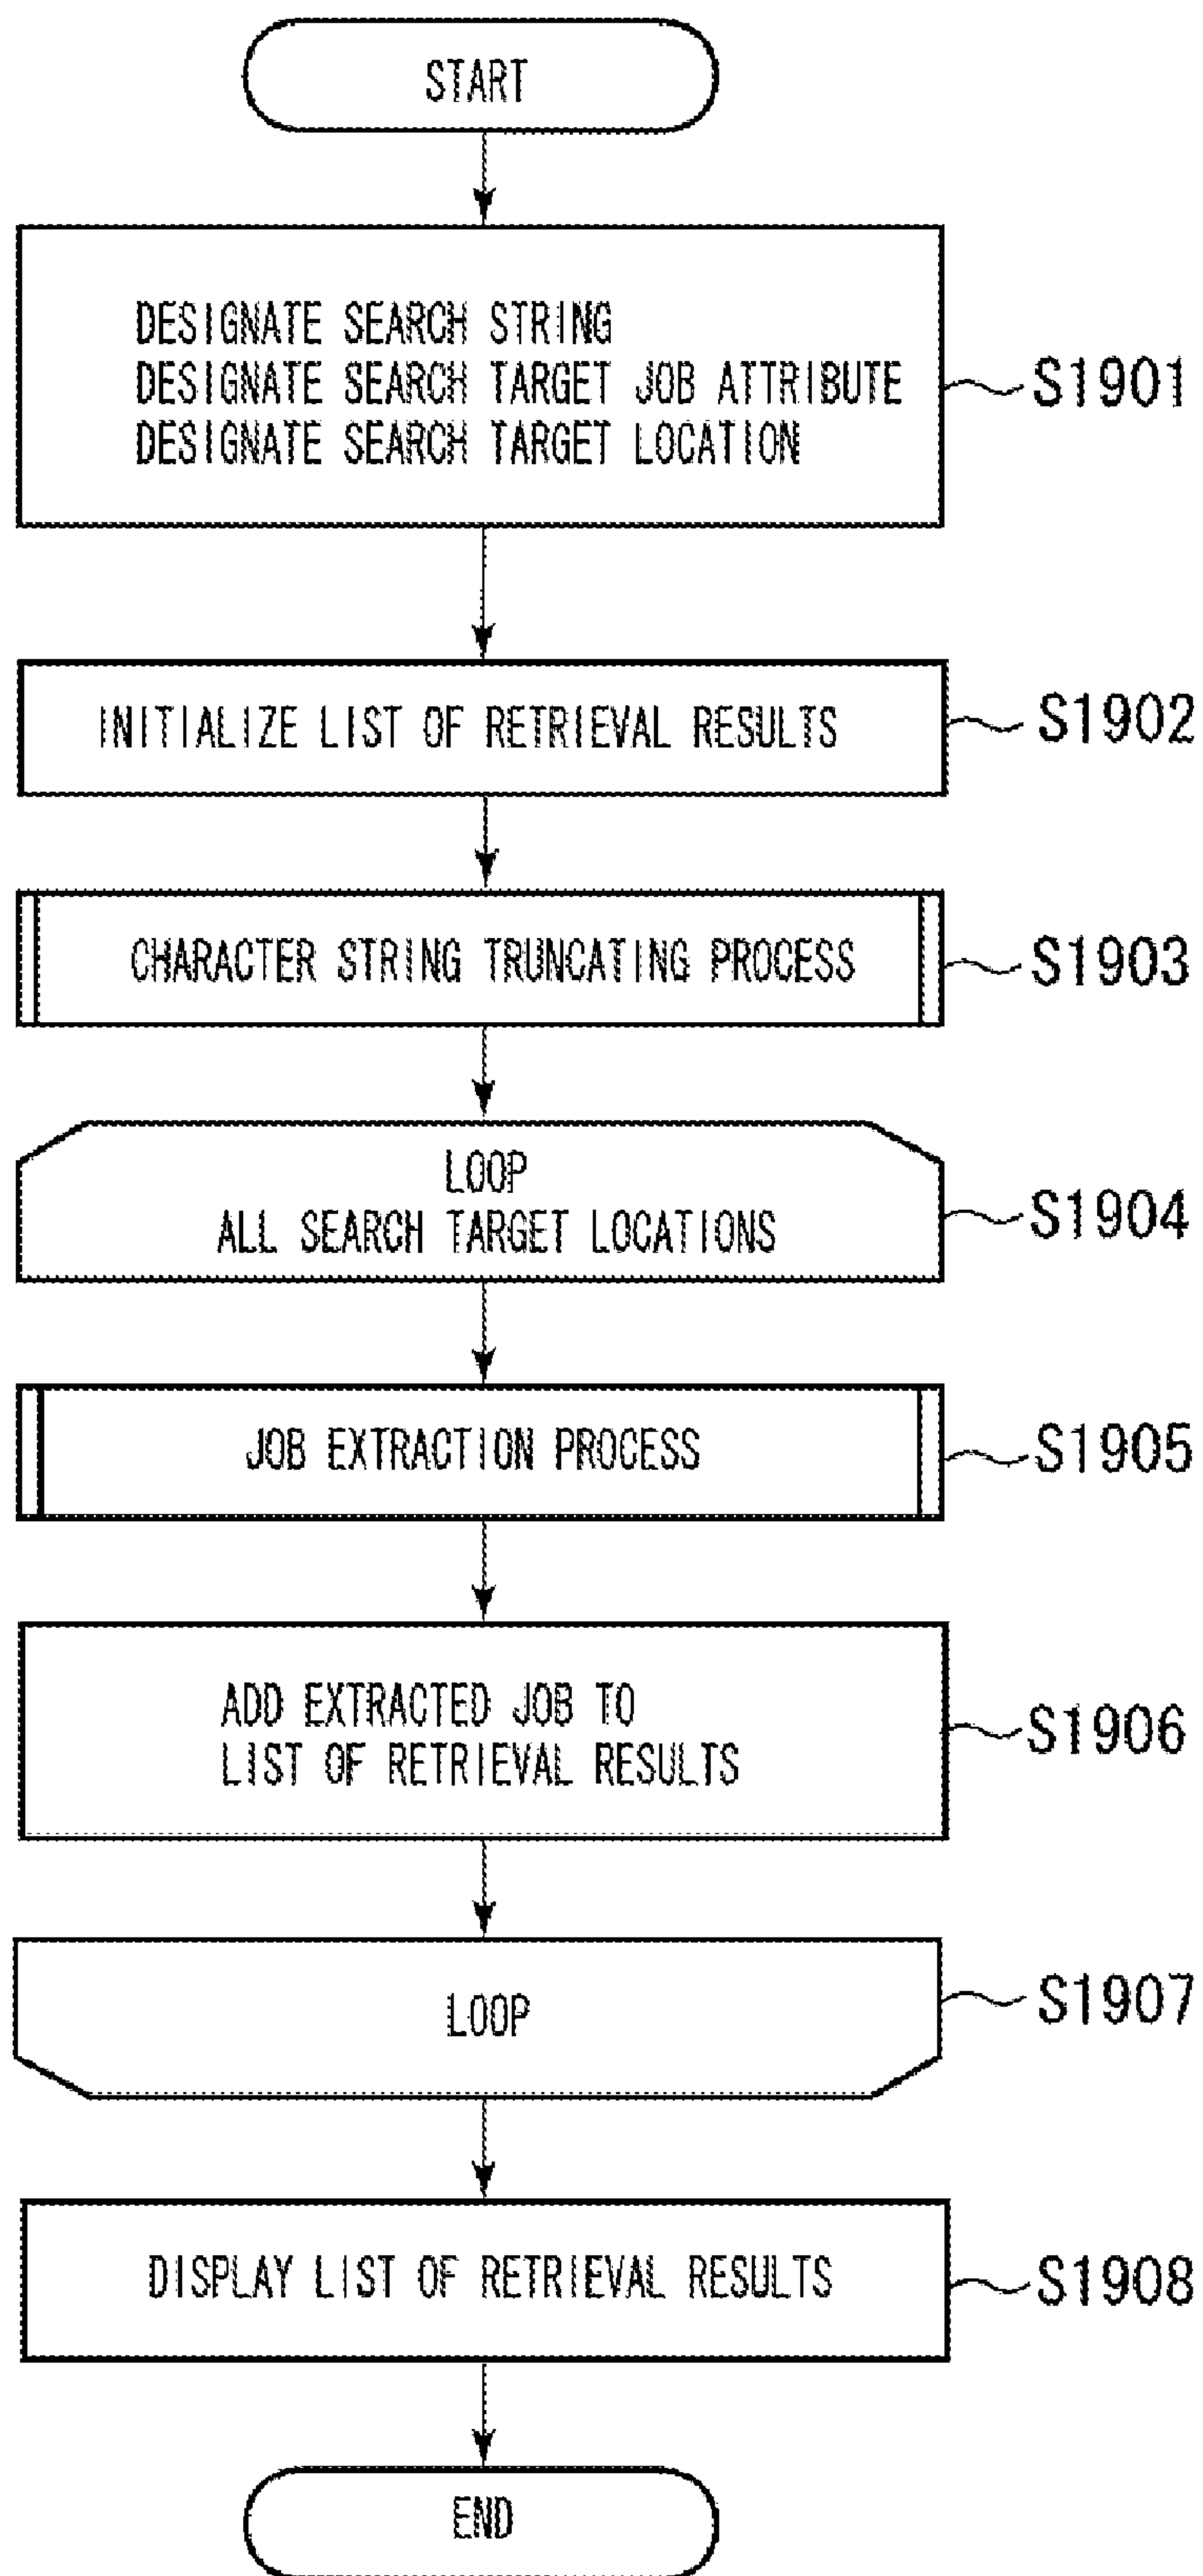 START
DESIGNATE SEARCH STRING
DESIGNATE SEARCH TARGET JOB ATTRIBUTE
DESIGNATE SEARCH TARGET LOCATION
S1901
INITIALIZE LIST OF RETRIEVAL RESULTS
S1902
CHARACTER STRING TRUNCATING PROCESS
S1903
LOOP
ALL SEARCH TARGET LOCATIONS
S1904
JOB EXTRACTION PROCESS
S1905
ADD EXTRACTED JOB TO
LIST OF RETRIEVAL RESULTS
S1906
LOOP
S1907
DISPLAY LIST OF RETRIEVAL RESULTS
S1908
END